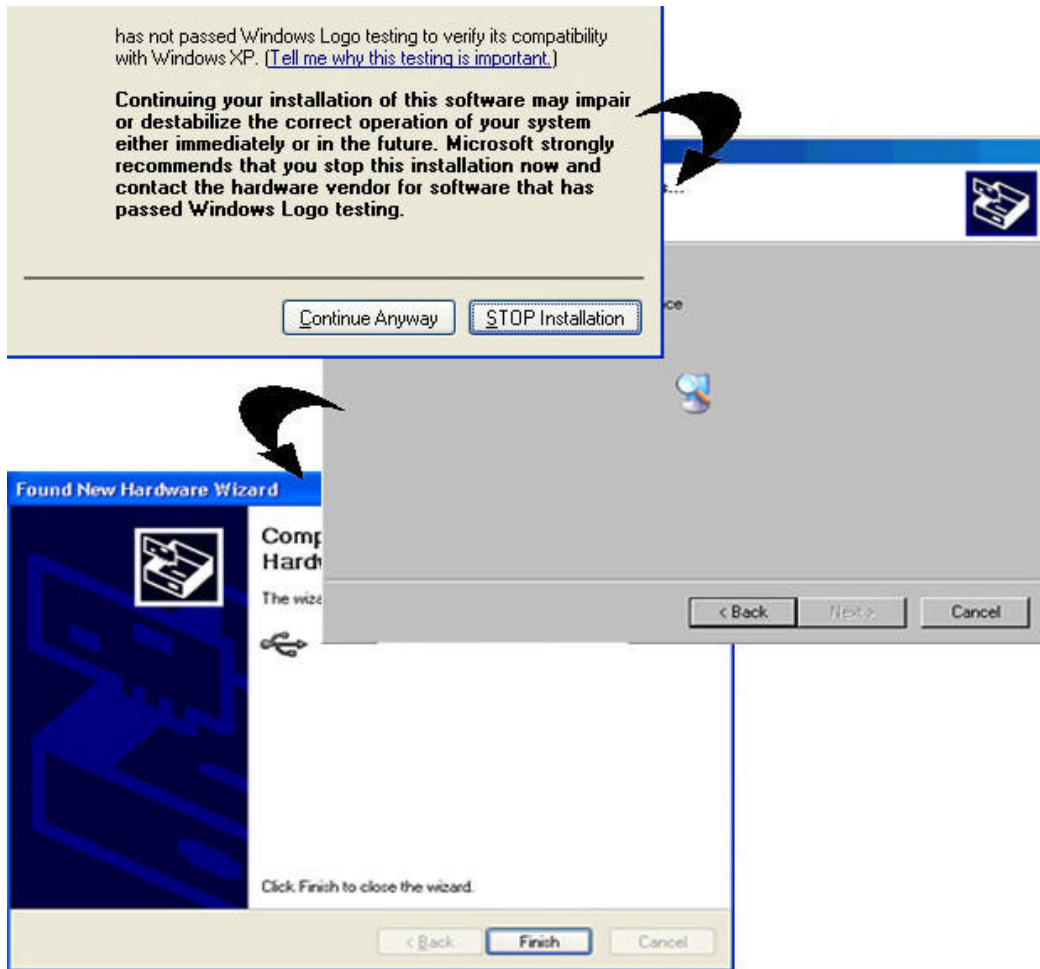 has not passed Windows Logo testing to verify its compatibility
with Windows XP. (Tell me why this testing is important.)
Continuing your installation of this software may impair
or destabilize the correct operation of your system
either immediately or in the future. Microsoft strongly
recommends that you stop this installation now and
contact the hardware vendor for software that has
passed Windows Logo testing.
Continue Anyway STOP Installation
< Back Next > Cancel
Found New Hardware Wizard
Comp
Hard
The wiza
Click Finish to close the wizard.
< Back Finish Cancel